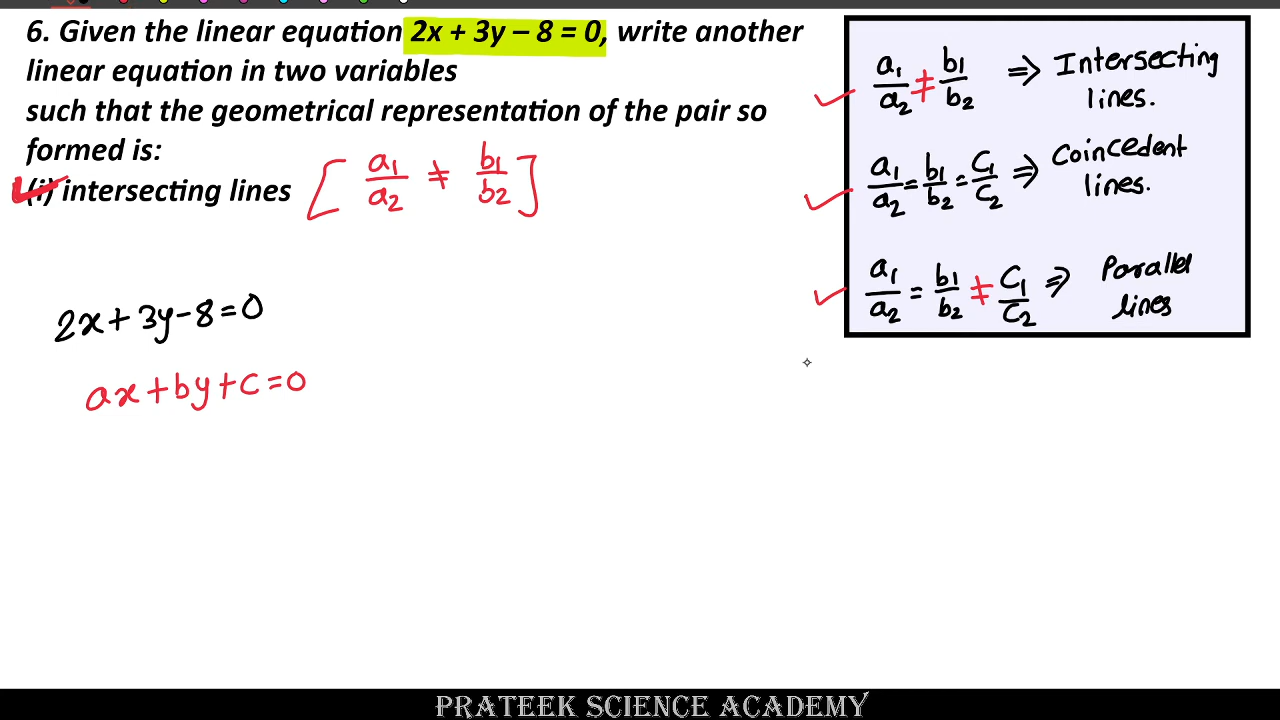 6. Given the linear equation 2x + 3y – 8 = 0, write another
linear equation in two variables
such that the geometrical representation of the pair so
formed is:
(i) intersecting lines [ a₁/a₂ ≠ b₁/b₂ ]
2x + 3y - 8 = 0
ax + by + c = 0
a₁/a₂ ≠ b₁/b₂ ⇒ Intersecting
lines.
a₁/a₂ = b₁/b₂ = C₁/C₂ ⇒ Coincedent
lines.
a₁/a₂ = b₁/b₂ ≠ C₁/C₂ ⇒ Parallel
lines
PRATEEK SCIENCE ACADEMY